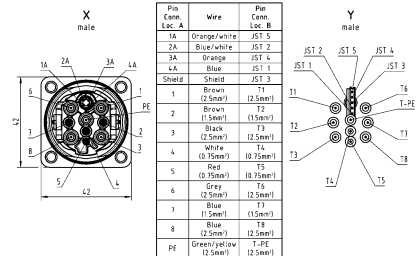 X
male
2A
3A
1A
4A
6
1
PE
7
2
8
3
5
4
42
42
Pin Conn. Loc. A | Wire | Pin Conn. Loc. B
1A | Orange/white | JST 5
2A | Blue/white | JST 2
3A | Orange | JST 4
4A | Blue | JST 1
Shield | Shield | JST 3
1 | Brown (2.5mm²) | T1 (2.5mm²)
2 | Brown (1.5mm²) | T2 (1.5mm²)
3 | Black (2.5mm²) | T3 (2.5mm²)
4 | White (0.75mm²) | T4 (0.75mm²)
5 | Red (0.75mm²) | T5 (0.75mm²)
6 | Grey (2.5mm²) | T6 (2.5mm²)
7 | Blue (1.5mm²) | T7 (1.5mm²)
8 | Blue (2.5mm²) | T8 (2.5mm²)
PE | Green/yellow (2.5mm²) | T-PE (2.5mm²)
Y
male
JST 2
JST 5
JST 4
JST 1
JST 3
T1
T6
T-PE
T2
T7
T3
T8
T4
T5